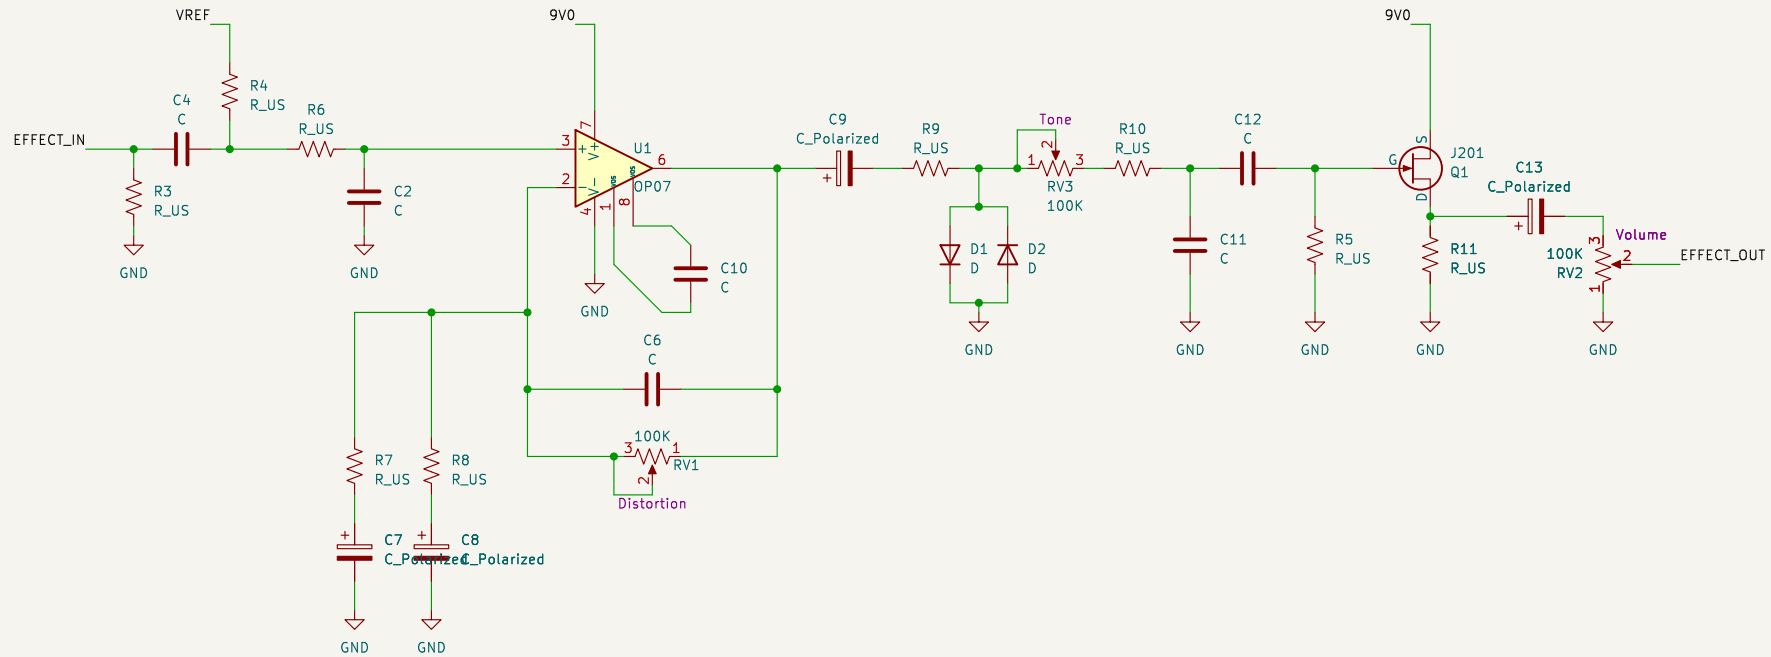 VREF
9V0
9V0
R4
R_US
C4
C
R6
R_US
EFFECT_IN
R3
R_US
GND
C2
C
GND
3
2
7
4
1
8
6
+
-
V+
V-
VOS
VOS
U1
OP07
GND
C10
C
C6
C
100K
3
1
2
RV1
Distortion
R7
R_US
R8
R_US
+
C7
C_Polarized
+
C8
C_Polarized
GND
GND
C9
C_Polarized
+
R9
R_US
Tone
2
1
3
RV3
100K
R10
R_US
D1
D
D2
D
GND
C12
C
C11
C
GND
R5
R_US
GND
S
G
D
J201
Q1
R11
R_US
GND
C13
C_Polarized
+
Volume
3
2
1
100K
RV2
EFFECT_OUT
GND